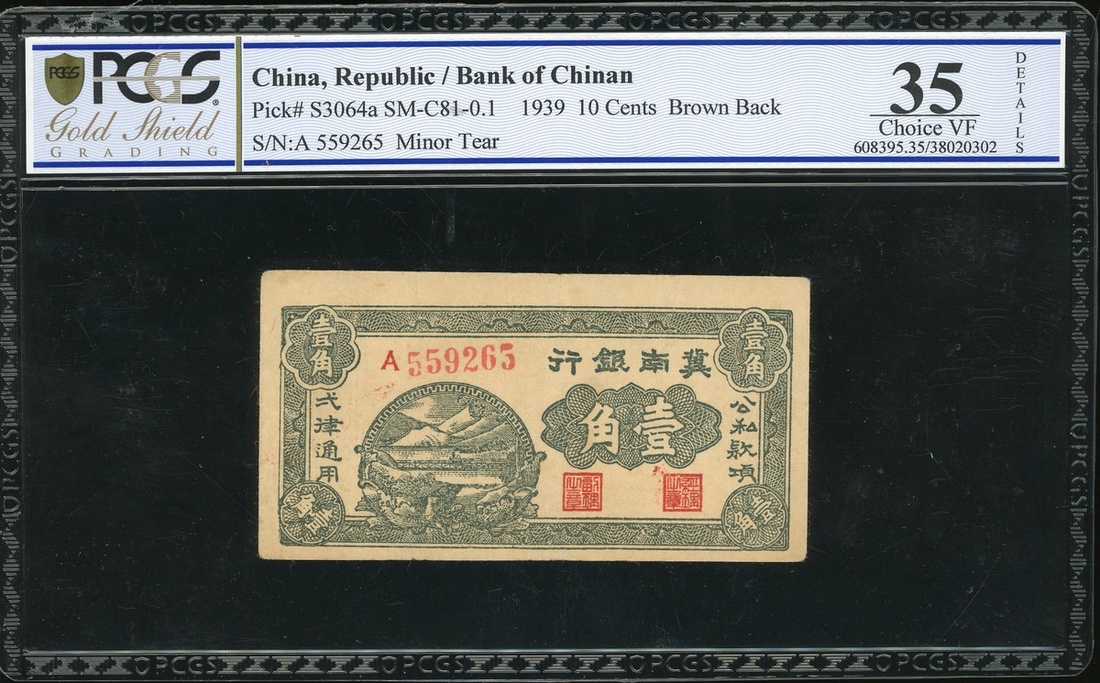 PCGS
Gold Shield
GRADING
China, Republic / Bank of Chinan
Pick# S3064a SM-C81-0.1 1939 10 Cents Brown Back
S/N:A 559265 Minor Tear
35
Choice VF
608395.35/38020302
DETAILS
壹角
壹角
A 559265
冀南銀行
壹角
公私款項
弍律通用
壹角
壹角